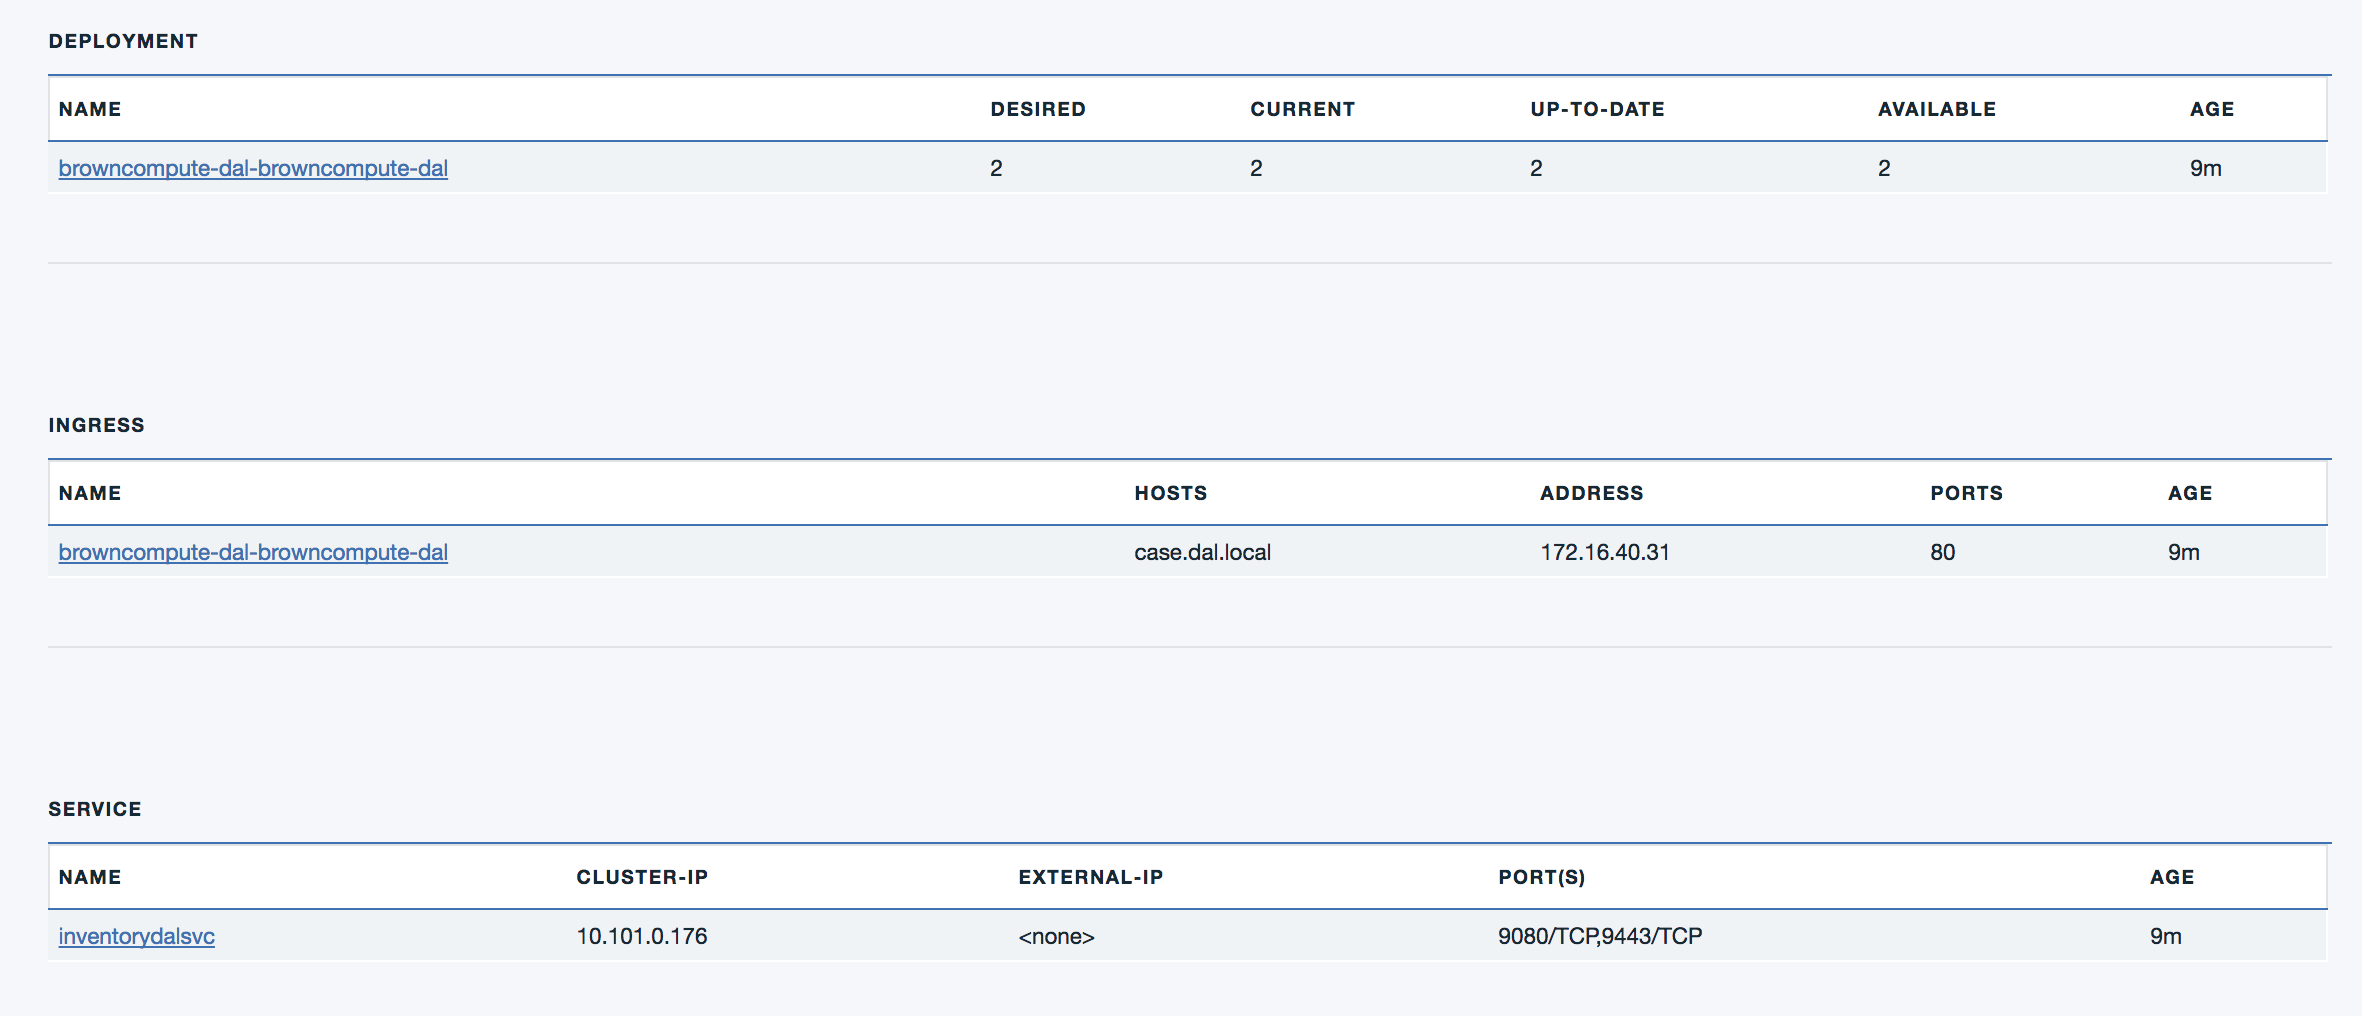 DEPLOYMENT
NAME DESIRED CURRENT UP-TO-DATE AVAILABLE AGE
browncompute-dal-browncompute-dal 2 2 2 2 9m
INGRESS
NAME HOSTS ADDRESS PORTS AGE
browncompute-dal-browncompute-dal case.dal.local 172.16.40.31 80 9m
SERVICE
NAME CLUSTER-IP EXTERNAL-IP PORT(S) AGE
inventorydalsvc 10.101.0.176 <none> 9080/TCP,9443/TCP 9m